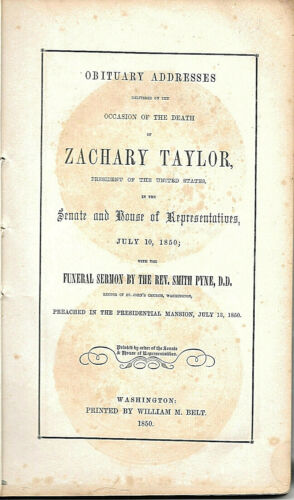 OBITUARY ADDRESSES
DELIVERED ON THE
OCCASION OF THE DEATH
OF
ZACHARY TAYLOR,
PRESIDENT OF THE UNITED STATES,
IN THE
Senate and House of Representatives,
JULY 10, 1850;
WITH THE
FUNERAL SERMON BY THE REV. SMITH PYNE, D.D.
RECTOR OF ST. JOHN'S CHURCH, WASHINGTON,
PREACHED IN THE PRESIDENTIAL MANSION, JULY 13, 1850.
Printed by order of the Senate
& House of Representatives.
WASHINGTON:
PRINTED BY WILLIAM M. BELT.
1850.